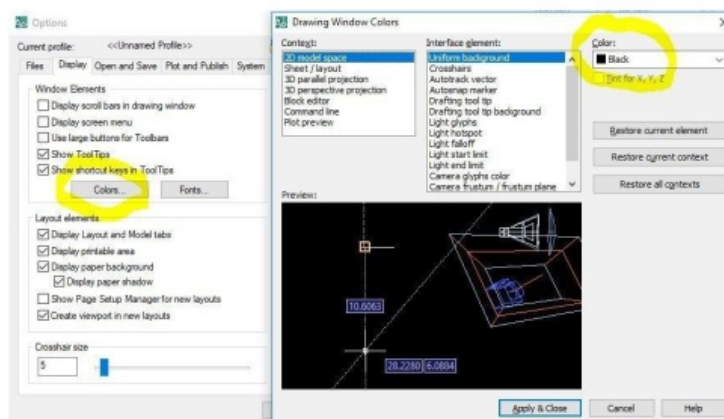 Options
Current profile: <<Unnamed Profile>>
Files Display Open and Save Plot and Publish System
Window Elements
Display scroll bars in drawing window
Display screen menu
Use large buttons for Toolbars
Show ToolTips
Show shortcut keys in ToolTips
Colors... Fonts...
Layout elements
Display Layout and Model tabs
Display printable area
Display paper background
Display paper shadow
Show Page Setup Manager for new layouts
Create viewport in new layouts
Crosshair size
5
Drawing Window Colors
Context:
2D model space
Sheet / layout
3D parallel projection
3D perspective projection
Block editor
Command line
Plot preview
Interface element:
Uniform background
Crosshairs
Autotrack vector
Autosnap marker
Drafting tool tip
Drafting tool tip background
Light glyphs
Light hotspot
Light falloff
Light start limit
Light end limit
Camera glyphs color
Camera frustum / frustum plane
Color:
Black
Tint for X, Y, Z
Restore current element
Restore current context
Restore all contexts
Preview:
10.6063
28.2280 6.0884
Apply & Close Cancel Help